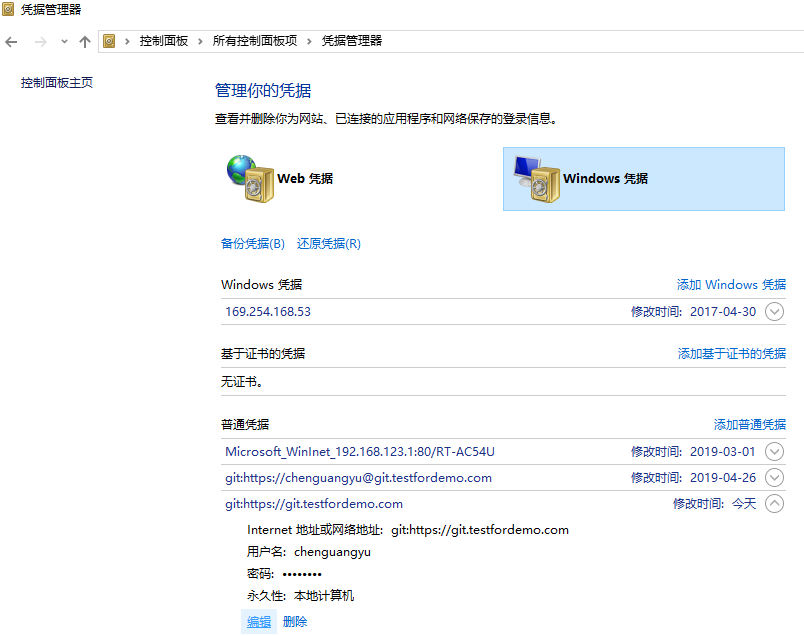 凭据管理器
控制面板 › 所有控制面板项 › 凭据管理器
控制面板主页
管理你的凭据
查看并删除你为网站、已连接的应用程序和网络保存的登录信息。
Web 凭据
Windows 凭据
备份凭据(B) 还原凭据(R)
Windows 凭据 添加 Windows 凭据
169.254.168.53 修改时间: 2017-04-30
基于证书的凭据 添加基于证书的凭据
无证书。
普通凭据 添加普通凭据
Microsoft_WinInet_192.168.123.1:80/RT-AC54U 修改时间: 2019-03-01
git:https://chenguangyu@git.testfordemo.com 修改时间: 2019-04-26
git:https://git.testfordemo.com 修改时间: 今天
Internet 地址或网络地址: git:https://git.testfordemo.com
用户名: chenguangyu
密码: ••••••••
永久性: 本地计算机
编辑 删除